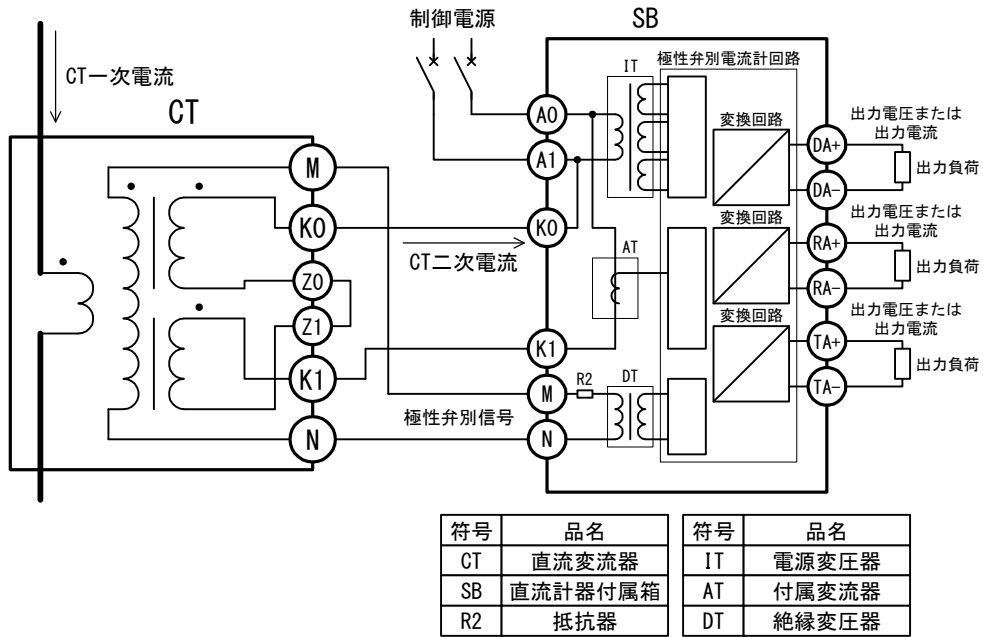 制御電源
SB
CT一次電流
CT
IT
極性弁別電流計回路
A0
A1
変換回路
出力電圧または
出力電流
DA+
DA-
出力負荷
M
K0
K0
CT二次電流
AT
変換回路
出力電圧または
出力電流
RA+
RA-
出力負荷
Z0
Z1
変換回路
出力電圧または
出力電流
K1
K1
TA+
TA-
出力負荷
M
R2
DT
極性弁別信号
N
N
符号 品名
CT 直流変流器
SB 直流計器付属箱
R2 抵抗器
符号 品名
IT 電源変圧器
AT 付属変流器
DT 絶縁変圧器